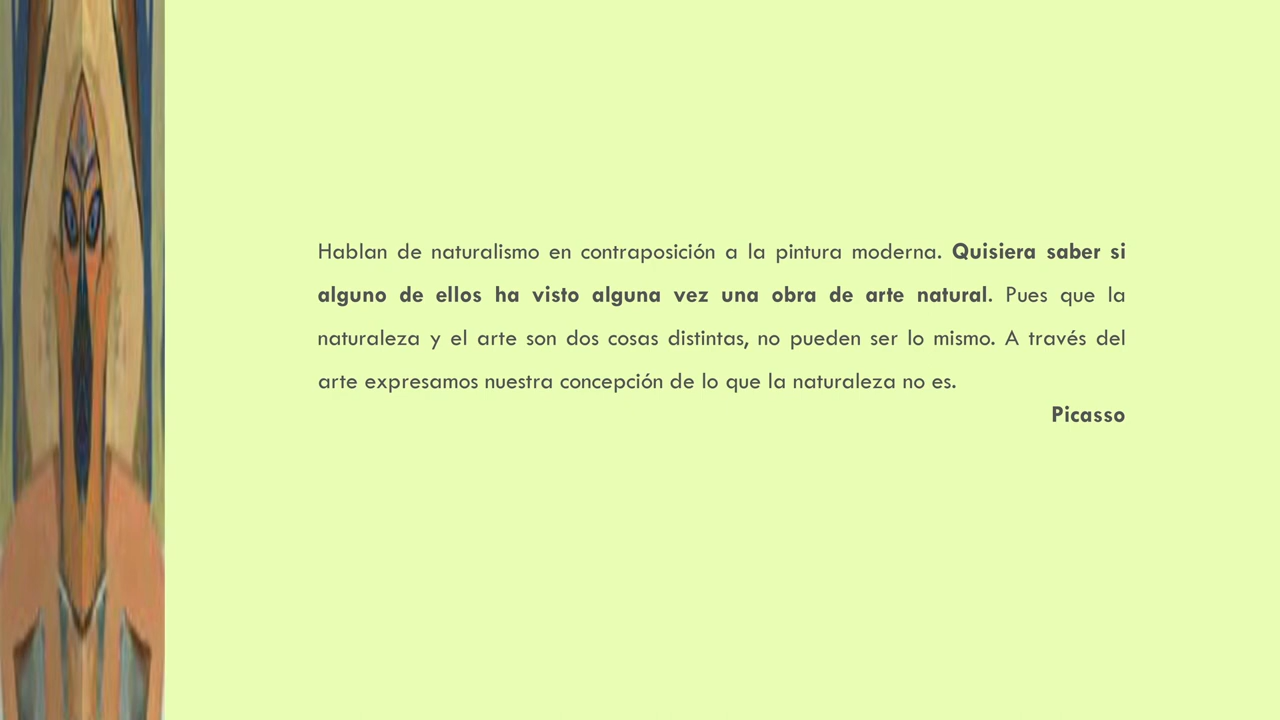 Hablan de naturalismo en contraposición a la pintura moderna. Quisiera saber si
alguno de ellos ha visto alguna vez una obra de arte natural. Pues que la
naturaleza y el arte son dos cosas distintas, no pueden ser lo mismo. A través del
arte expresamos nuestra concepción de lo que la naturaleza no es.
Picasso